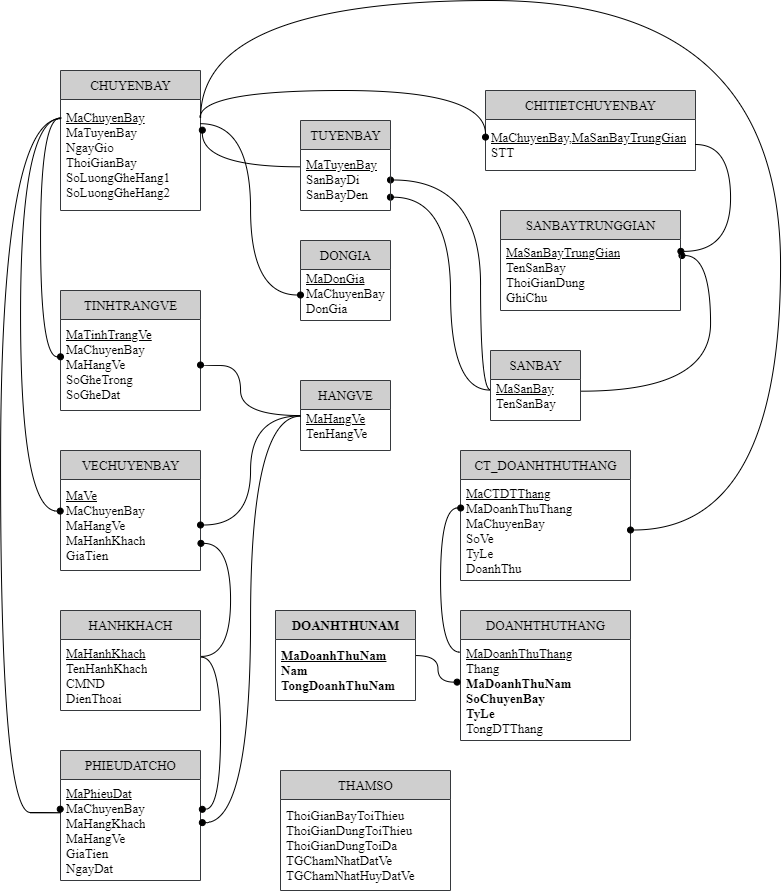 CHUYENBAY
MaChuyenBay
MaTuyenBay
NgayGio
ThoiGianBay
SoLuongGheHang1
SoLuongGheHang2
TUYENBAY
MaTuyenBay
SanBayDi
SanBayDen
CHITIETCHUYENBAY
MaChuyenBay,MaSanBayTrungGian
STT
SANBAYTRUNGGIAN
MaSanBayTrungGian
TenSanBay
ThoiGianDung
GhiChu
DONGIA
MaDonGia
MaChuyenBay
DonGia
TINHTRANGVE
MaTinhTrangVe
MaChuyenBay
MaHangVe
SoGheTrong
SoGheDat
HANGVE
MaHangVe
TenHangVe
SANBAY
MaSanBay
TenSanBay
VECHUYENBAY
MaVe
MaChuyenBay
MaHangVe
MaHanhKhach
GiaTien
CT_DOANHTHUTHANG
MaCTDTThang
MaDoanhThuThang
MaChuyenBay
SoVe
TyLe
DoanhThu
HANHKHACH
MaHanhKhach
TenHanhKhach
CMND
DienThoai
DOANHTHUNAM
MaDoanhThuNam
Nam
TongDoanhThuNam
DOANHTHUTHANG
MaDoanhThuThang
Thang
MaDoanhThuNam
SoChuyenBay
TyLe
TongDTThang
PHIEUDATCHO
MaPhieuDat
MaChuyenBay
MaHangKhach
MaHangVe
GiaTien
NgayDat
THAMSO
ThoiGianBayToiThieu
ThoiGianDungToiThieu
ThoiGianDungToiDa
TGChamNhatDatVe
TGChamNhatHuyDatVe